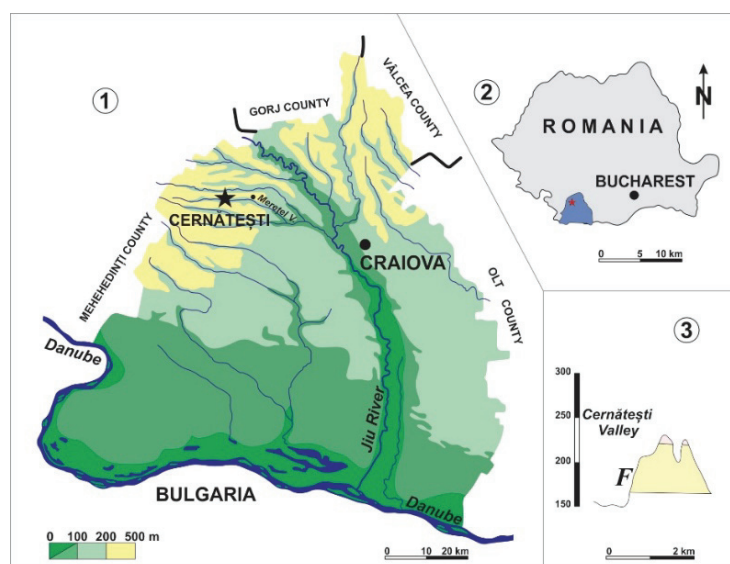 1
GORJ COUNTY
VÂLCEA COUNTY
CERNĂTEȘTI
Mereței V.
CRAIOVA
MEHEHEDINȚI COUNTY
OLT COUNTY
Danube
Jiu River
BULGARIA
Danube
0 100 200 500 m
0 10 20 km
2
N
ROMANIA
BUCHAREST
0 5 10 km
3
300
250
200
150
Cernătești
Valley
F
0 2 km